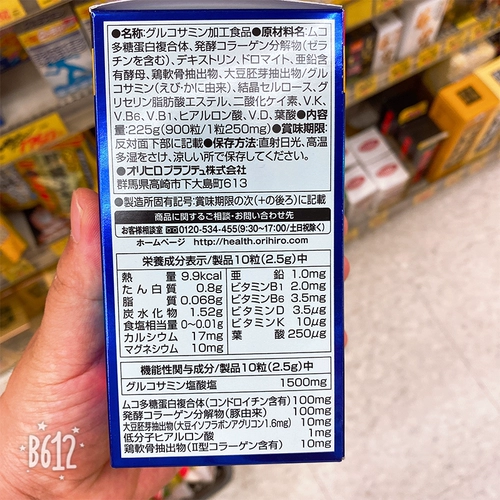 ●名称:グルコサミン加工食品●原材料名:ムコ
多糖蛋白複合体、発酵コラーゲン分解物(ゼラ
チンを含む)、デキストリン、ドロマイト、亜鉛含
有酵母、鶏軟骨抽出物、大豆胚芽抽出物/グル
コサミン(えび・かに由来)、結晶セルロース、グ
リセリン脂肪酸エステル、二酸化ケイ素、V.K、
V.B6、V.B1、ヒアルロン酸、V.D、葉酸●内容
量:225g(900粒/1粒250mg)●賞味期限:
反対面下部に記載●保存方法:直射日光、高温
多湿をさけ、涼しい所で保存してください。
●オリヒロプランデュ株式会社
群馬県高崎市下大島町613
●製造所固有記号:賞味期限の次(+の後ろ)に記載
商品に関するご相談・お問い合わせ先
お客様相談室 0120-534-455(9:30~17:00/土日祝除く)
ホームページ http://health.orihiro.com
栄養成分表示/製品10粒(2.5g)中
熱量 9.9kcal
たん白質 0.8g
脂質 0.068g
炭水化物 1.52g
食塩相当量 0~0.01g
カルシウム 17mg
マグネシウム 10mg
亜鉛 1.0mg
ビタミンB1 2.0mg
ビタミンB6 3.5mg
ビタミンD 3.5μg
ビタミンK 10μg
葉酸 250μg
機能性関与成分/製品10粒(2.5g)中
グルコサミン塩酸塩 1500mg
ムコ多糖蛋白複合体(コンドロイチン含有) 100mg
発酵コラーゲン分解物(豚由来) 100mg
大豆胚芽抽出物(大豆イソフラボンアグリコン1.6mg) 10mg
低分子ヒアルロン酸 1mg
鶏軟骨抽出物(Ⅱ型コラーゲン含有) 10mg
B612